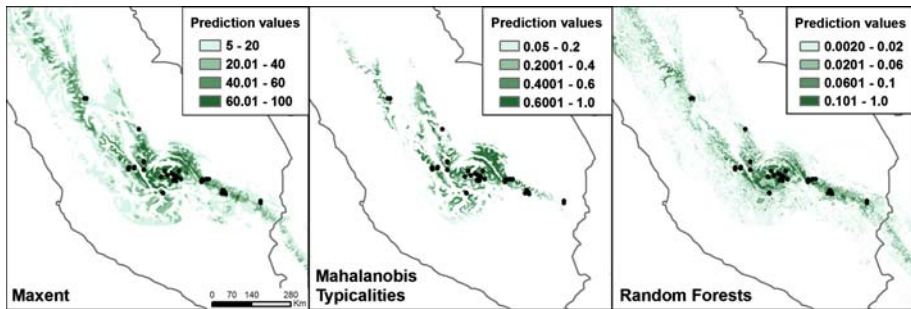 Prediction values
5 - 20
20.01 - 40
40.01 - 60
60.01 - 100
Maxent
0 70 140 280
Km
Prediction values
0.05 - 0.2
0.2001 - 0.4
0.4001 - 0.6
0.6001 - 1.0
Mahalanobis
Typicalities
Prediction values
0.0020 - 0.02
0.0201 - 0.06
0.0601 - 0.1
0.101 - 1.0
Random Forests